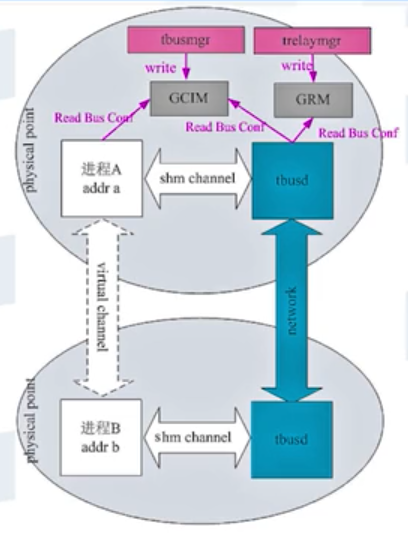 tbusmgr
trelaymgr
write
write
GCIM
GRM
Read Bus Conf
Read Bus Conf
Read Bus Conf
physical point
进程A
addr a
shm channel
tbusd
virtual channel
network
physical point
进程B
addr b
shm channel
tbusd